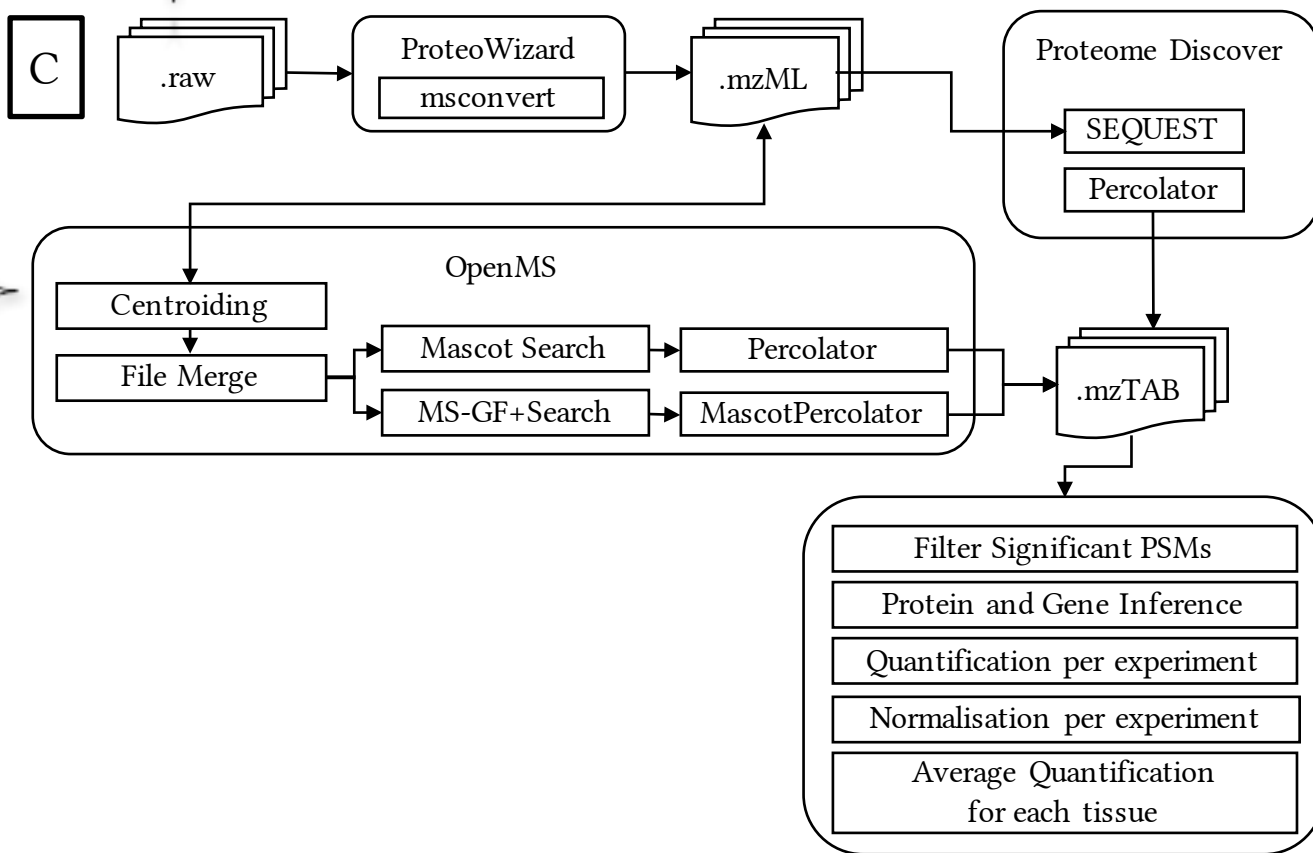 C
.raw
ProteoWizard
msconvert
.mzML
Proteome Discover
SEQUEST
Percolator
OpenMS
Centroiding
File Merge
Mascot Search
Percolator
MS-GF+Search
MascotPercolator
.mzTAB
Filter Significant PSMs
Protein and Gene Inference
Quantification per experiment
Normalisation per experiment
Average Quantification
for each tissue